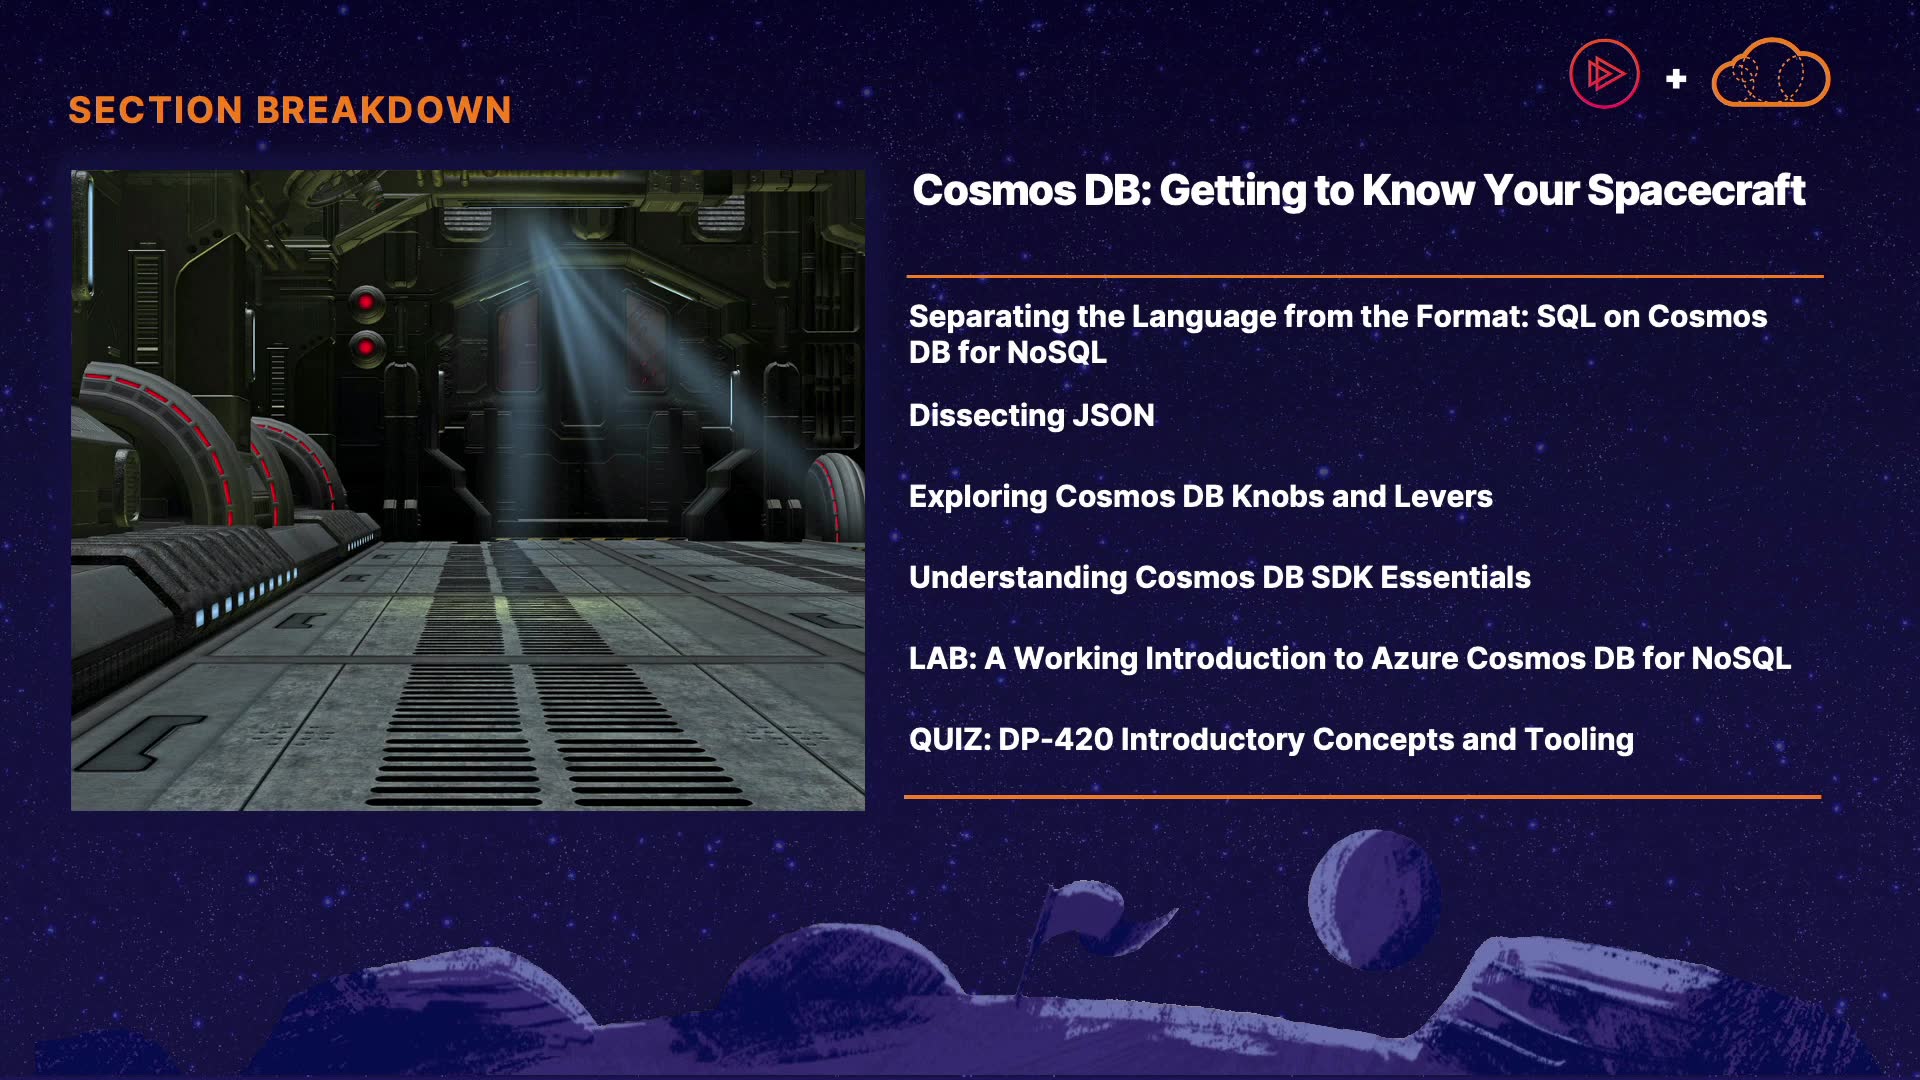 SECTION BREAKDOWN
Cosmos DB: Getting to Know Your Spacecraft
Separating the Language from the Format: SQL on Cosmos
DB for NoSQL
Dissecting JSON
Exploring Cosmos DB Knobs and Levers
Understanding Cosmos DB SDK Essentials
LAB: A Working Introduction to Azure Cosmos DB for NoSQL
QUIZ: DP-420 Introductory Concepts and Tooling